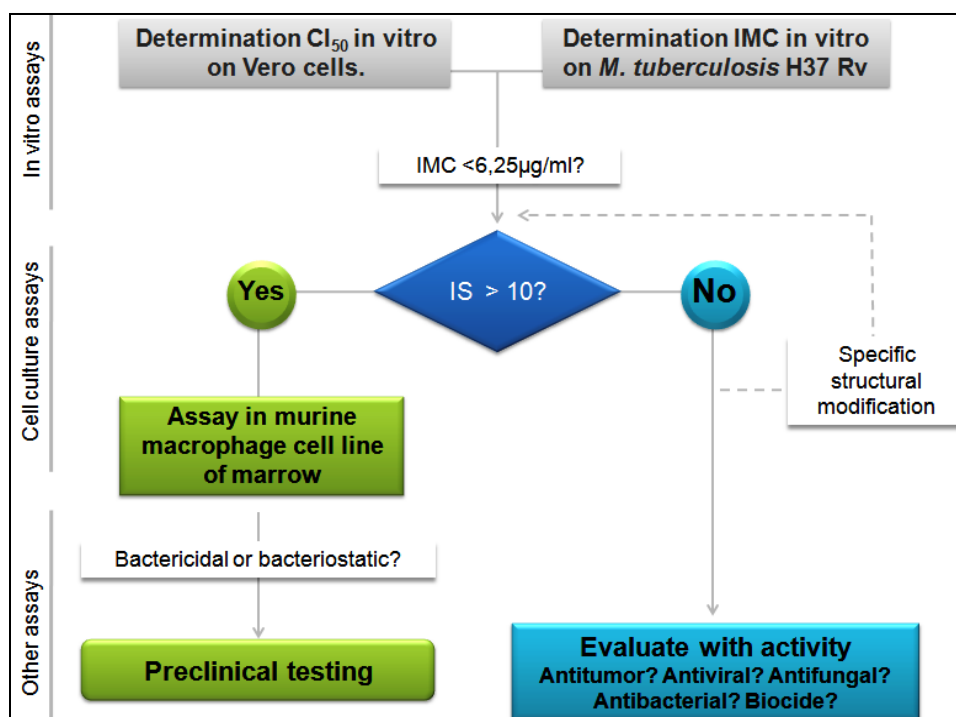 In vitro assays
Determination CI₅₀ in vitro
on Vero cells.
Determination IMC in vitro
on M. tuberculosis H37 Rv
IMC <6,25µg/ml?
Cell culture assays
Yes
IS > 10?
No
Specific
structural
modification
Assay in murine
macrophage cell line
of marrow
Other assays
Bactericidal or bacteriostatic?
Preclinical testing
Evaluate with activity
Antitumor? Antiviral? Antifungal?
Antibacterial? Biocide?